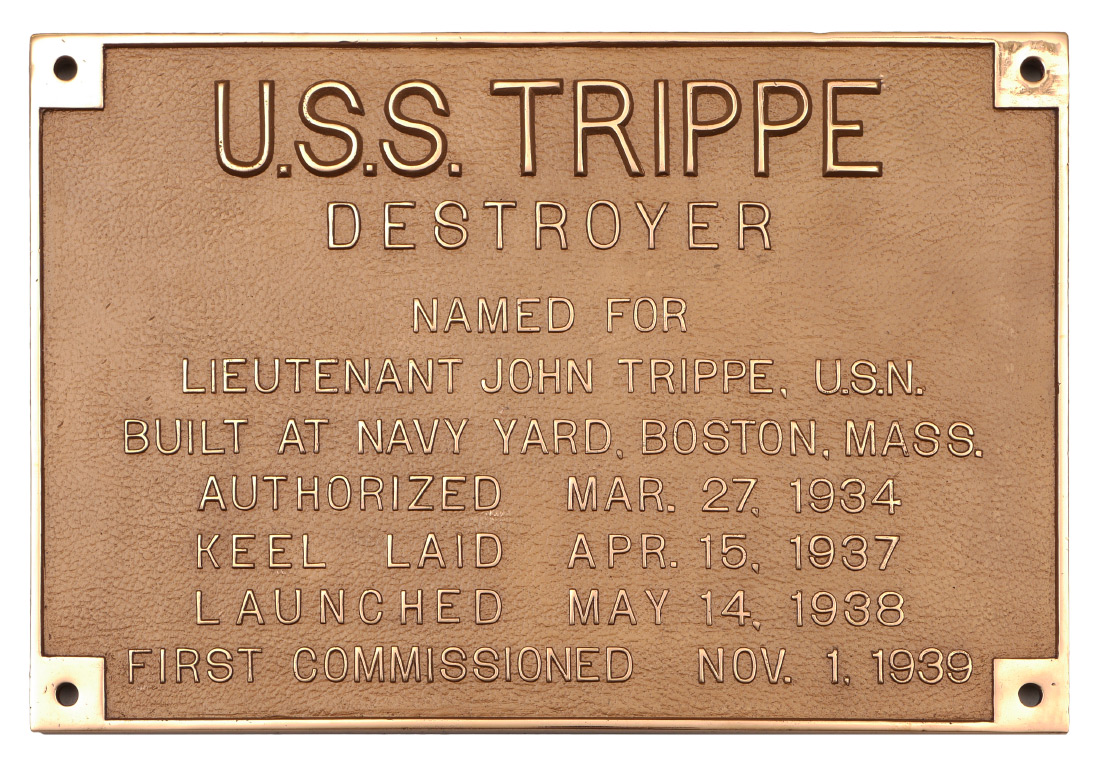 U.S.S. TRIPPE
DESTROYER
NAMED FOR
LIEUTENANT JOHN TRIPPE, U.S.N.
BUILT AT NAVY YARD, BOSTON, MASS.
AUTHORIZED MAR. 27, 1934
KEEL LAID APR. 15, 1937
LAUNCHED MAY 14, 1938
FIRST COMMISSIONED NOV. 1, 1939